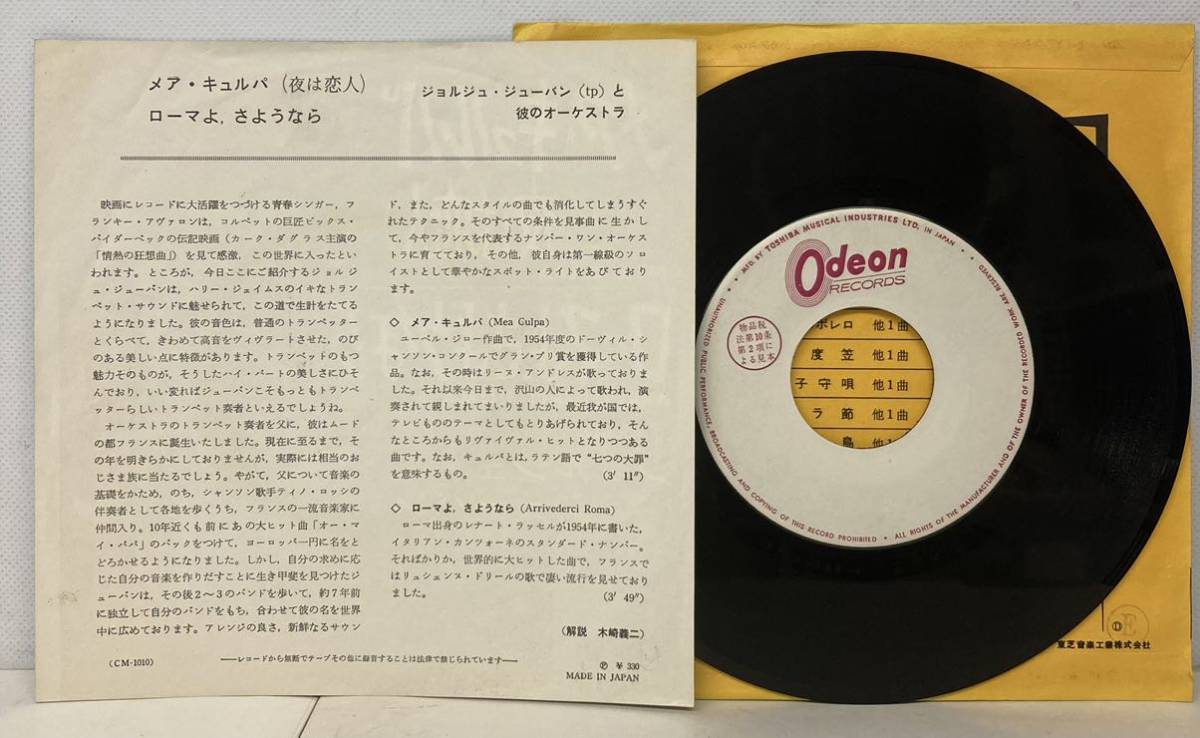 メア・キュルパ（夜は恋人）
ローマよ，さようなら
ジョルジュ・ジューバン（tp）と
彼のオーケストラ
映画にレコードに大活躍をつづける青春シンガー，フ
ランキー・アヴァロンは，コルペットの巨匠ビックス・
バイダーベックの伝記映画（カーク・ダグラス主演の
「情熱の狂想曲」）を見て感激，この世界に入ったとい
われます。ところが，今日ここにご紹介するジョルジ
ュ・ジューバンは，ハリー・ジェイムスのイキなトラン
ペット・サウンドに魅せられて，この道で生計をたてる
ようになりました。彼の音色は，普通のトランペッター
とくらべて，きわめて高音をヴィヴラートさせた，のび
のある美しい点に特徴があります。トランペットのもつ
魅力そのものが，そうしたハイ・パートの美しさにひそ
んでおり，いい変ればジューバンこそもっともトランペ
ッターらしいトランペット奏者といえるでしょうね。
オーケストラのトランペット奏者を父に，彼はムード
の都フランスに誕生いたしました。現在に至るまで，そ
の年を明きらかにしておりませんが，実際には相当のお
じさま族に当たるでしょう。やがて，父について音楽の
基礎をかため，のち，シャンソン歌手ティノ・ロッシの
伴奏者として各地を歩くうち，フランスの一流音楽家に
仲間入り。10年近くも前にあの大ヒット曲「オー・マ
イ・パパ」のバックをつけて，ヨーロッパ一円に名をと
どろかせるようになりました。しかし，自分の求めに応
じた自分の音楽を作りだすことに生き甲斐を見つけたジ
ューバンは，その後２〜３のバンドを歩いて，約７年前
に独立して自分のバンドをもち，合わせて彼の名を世界
中に広めております。アレンジの良さ，新鮮なるサウン
ド，また，どんなスタイルの曲でも消化してしまうすぐ
れたテクニック。そのすべての条件を見事曲に生かし
て，今やフランスを代表するナンバー・ワン・オーケス
トラに育てており，その他，彼自身は第一線級のソロ
イストとして華やかなスポット・ライトをあびており
ます。
◇ メア・キュルパ（Mea Culpa）
ユーベル・ジロー作曲で，1954年度のドーヴィル・シ
ャンソン・コンタールでグラン・プリ賞を獲得している作
品。なお，その時はリーヌ・アンドレスが歌っておりま
した。それ以来今日まで，沢山の人によって歌われ，演
奏されて親しまれてまいりましたが，最近我が国では，
テレビもののテーマとしてもとりあげられており，そん
なところからもリヴァイヴァル・ヒットとなりつつある
曲です。なお，キュルパとは，ラテン語で“七つの大罪”
を意味するもの。 (3′ 11″)
◇ ローマよ，さようなら（Arrivederci Roma）
ローマ出身のレナート・ラッセルが1954年に書いた，
イタリアン・カンツォーネのスタンダード・ナンバー。
そればかりか，世界的に大ヒットした曲で，フランスで
はリュシェンヌ・ドリールの歌で凄い流行を見せており
ました。 (3′ 49″)
（解説 木崎義二）
(CM-1010)
――レコードから無断でテープその他に録音することは法律で禁じられています――
Ⓟ ￥330
MADE IN JAPAN
MFD. BY TOSHIBA MUSICAL INDUSTRIES LTD. IN JAPAN
Odeon
RECORDS
物品税
法第10条
第2項に
よる見本
ボレロ 他1曲
度笠 他1曲
子守唄 他1曲
ラ節 他1曲
島 他1曲
UNAUTHORIZED PUBLIC PERFORMANCE, BROADCASTING AND COPYING OF THIS RECORD PROHIBITED • ALL RIGHTS OF THE MANUFACTURER AND OF THE OWNER OF THE RECORDED WORK ARE RESERVED
東芝音楽工業株式会社